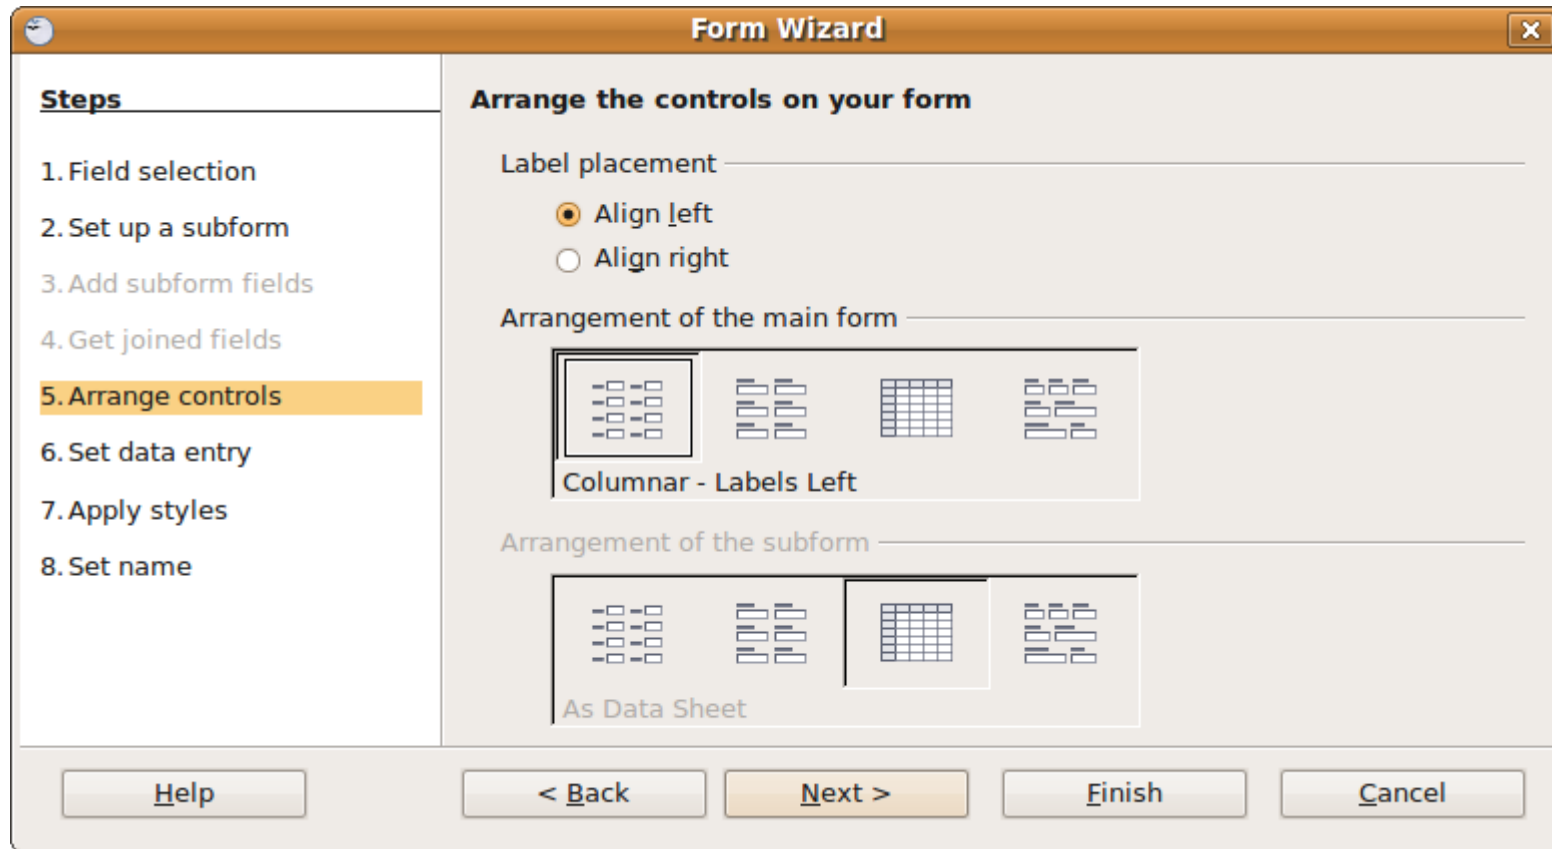 Form Wizard
Steps
1. Field selection
2. Set up a subform
3. Add subform fields
4. Get joined fields
5. Arrange controls
6. Set data entry
7. Apply styles
8. Set name
Arrange the controls on your form
Label placement
Align left
Align right
Arrangement of the main form
Columnar - Labels Left
Arrangement of the subform
As Data Sheet
Help
< Back
Next >
Finish
Cancel